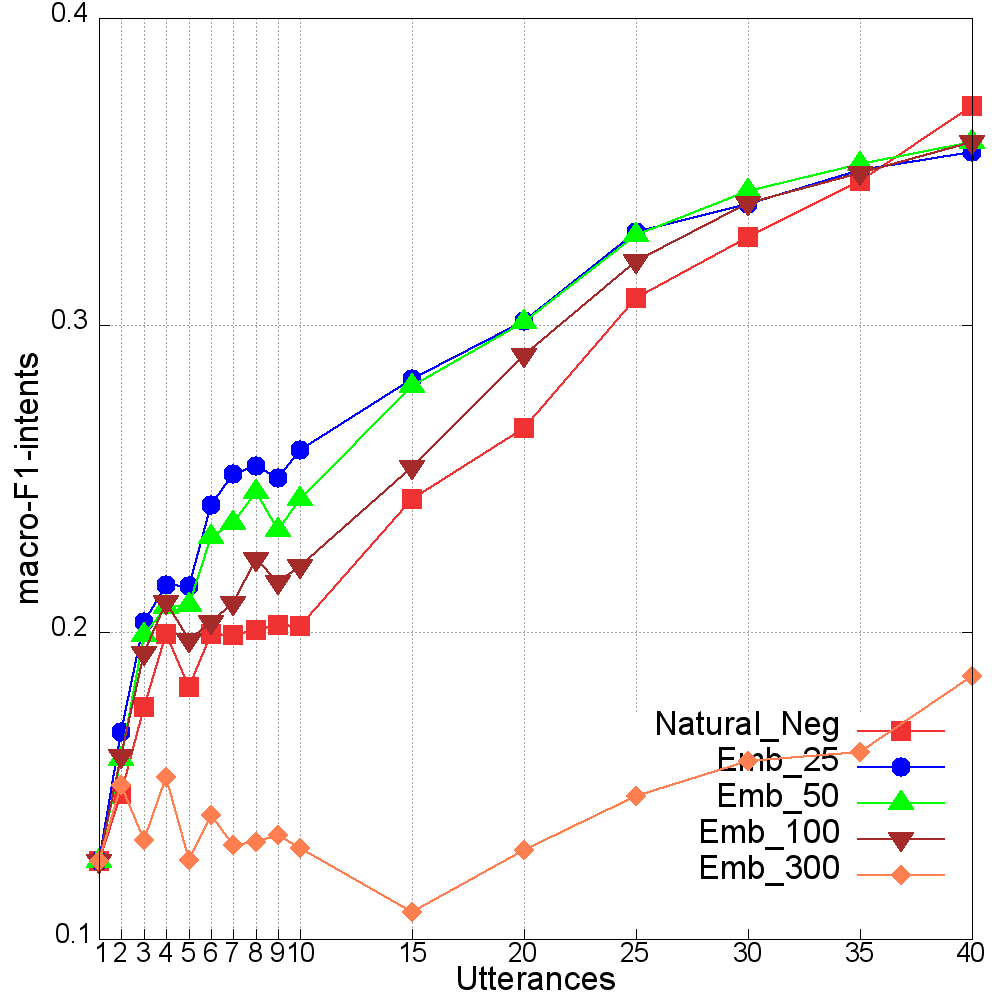 0.4
0.3
0.2
0.1
macro-F1-intents
Natural_Neg
Emb_25
Emb_50
Emb_100
Emb_300
1 2 3 4 5 6 7 8 9 10 15 20 25 30 35 40
Utterances